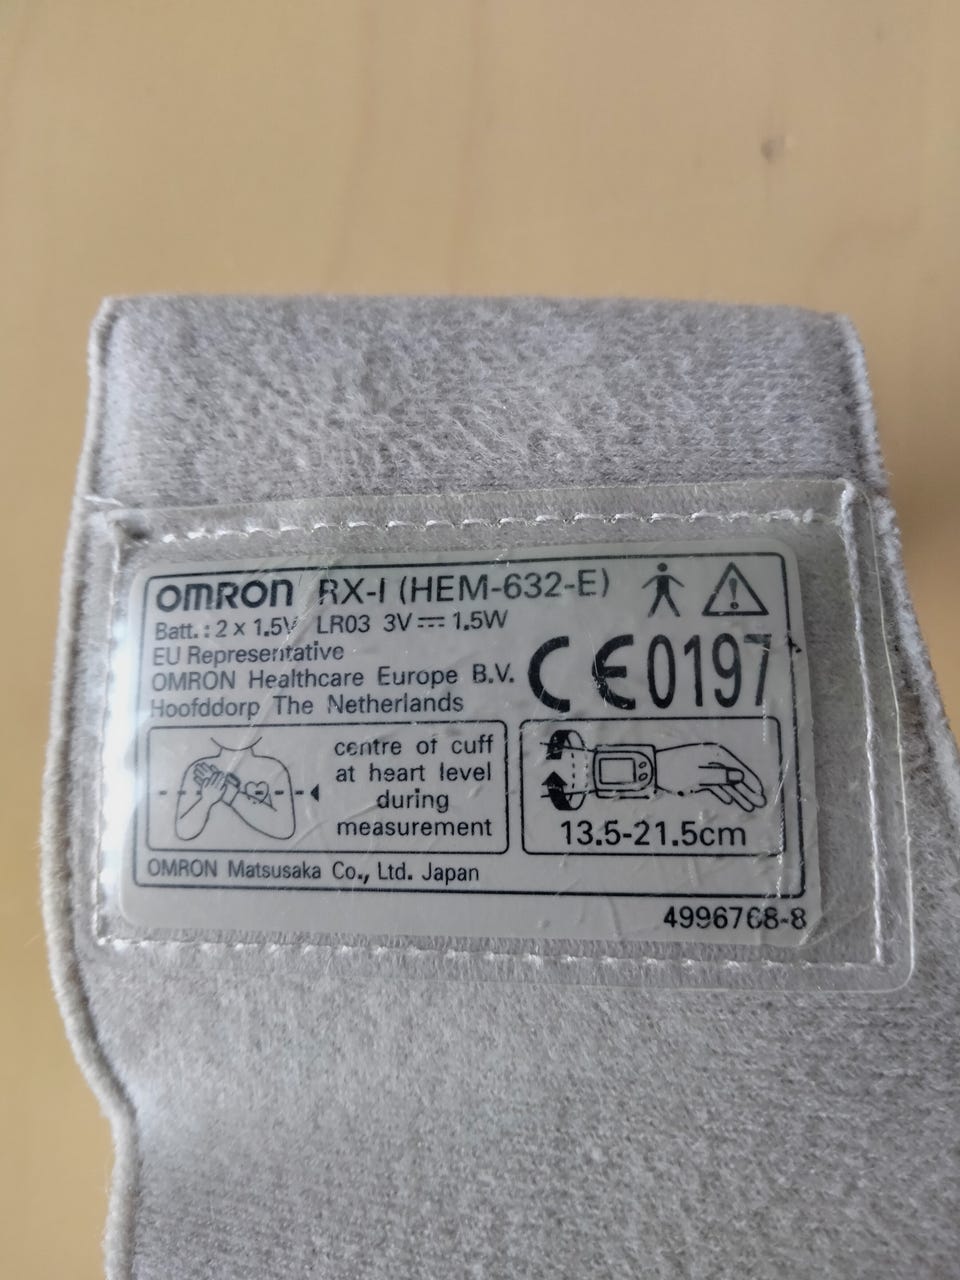 OMRON RX-I (HEM-632-E)
Batt. : 2 x 1.5V LR03 3V 1.5W
EU Representative
OMRON Healthcare Europe B.V.
Hoofddorp The Netherlands
CE 0197
centre of cuff
at heart level
during
measurement
13.5-21.5cm
OMRON Matsusaka Co., Ltd. Japan
4996768-8